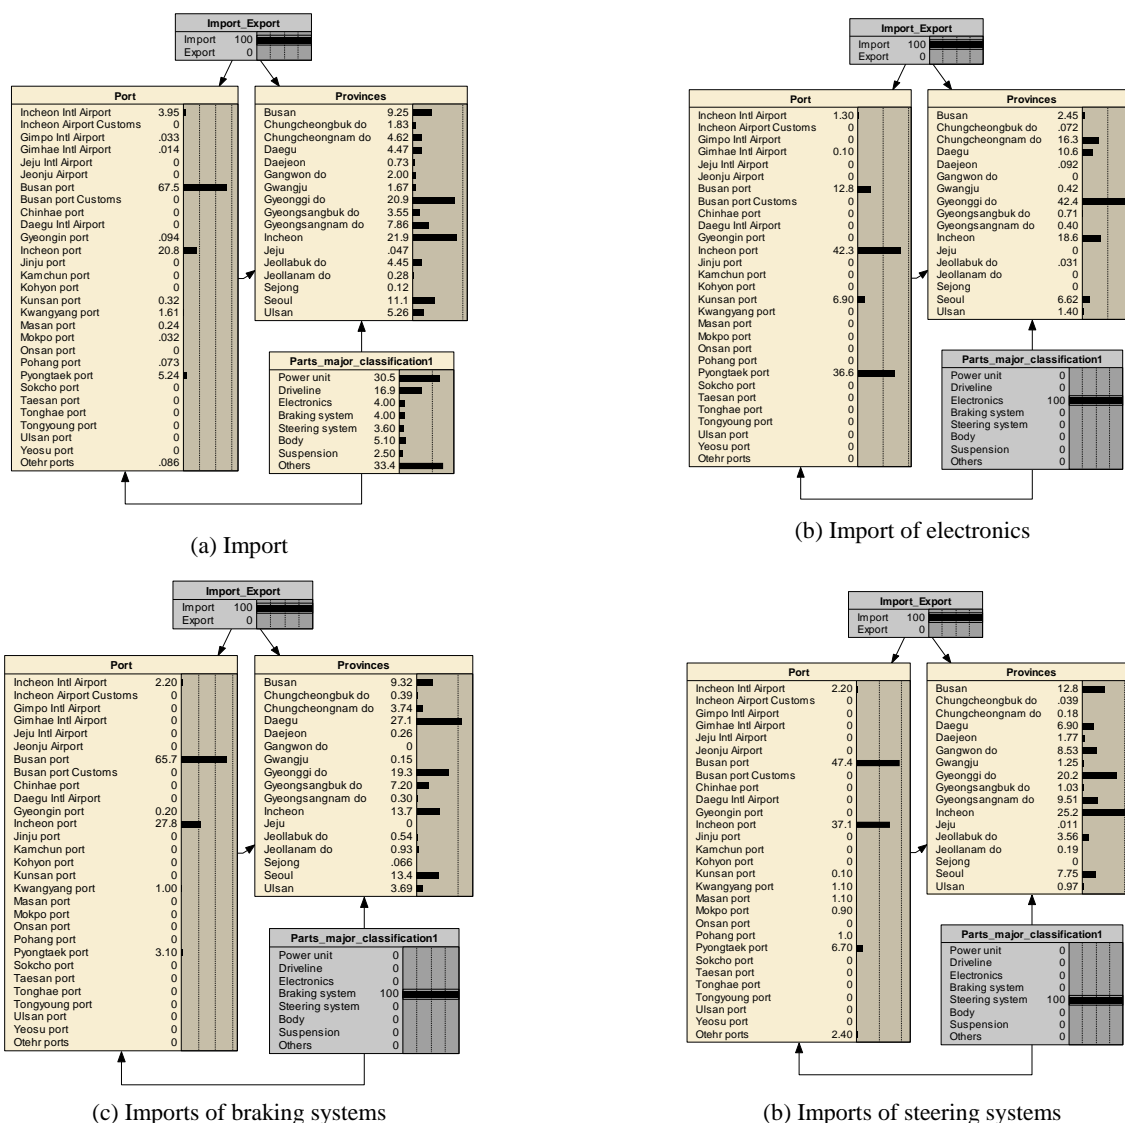 Import_Export
Import 100
Export 0
Port
Incheon Intl Airport 3.95
Incheon Airport Customs 0
Gimpo Intl Airport .033
Gimhae Intl Airport .014
Jeju Intl Airport 0
Jeonju Airport 0
Busan port 67.5
Busan port Customs 0
Chinhae port 0
Daegu Intl Airport 0
Gyeongin port .094
Incheon port 20.8
Jinju port 0
Kamchun port 0
Kohyon port 0
Kunsan port 0.32
Kwangyang port 1.61
Masan port 0.24
Mokpo port .032
Onsan port 0
Pohang port .073
Pyongtaek port 5.24
Sokcho port 0
Taesan port 0
Tonghae port 0
Tongyoung port 0
Ulsan port 0
Yeosu port 0
Otehr ports .086
Provinces
Busan 9.25
Chungcheongbuk do 1.83
Chungcheongnam do 4.62
Daegu 4.47
Daejeon 0.73
Gangwon do 2.00
Gwangju 1.67
Gyeonggi do 20.9
Gyeongsangbuk do 3.55
Gyeongsangnam do 7.86
Incheon 21.9
Jeju .047
Jeollabuk do 4.45
Jeollanam do 0.28
Sejong 0.12
Seoul 11.1
Ulsan 5.26
Parts_major_classification1
Power unit 30.5
Driveline 16.9
Electronics 4.00
Braking system 4.00
Steering system 3.60
Body 5.10
Suspension 2.50
Others 33.4
(a) Import
Import_Export
Import 100
Export 0
Port
Incheon Intl Airport 1.30
Incheon Airport Customs 0
Gimpo Intl Airport 0
Gimhae Intl Airport 0.10
Jeju Intl Airport 0
Jeonju Airport 0
Busan port 12.8
Busan port Customs 0
Chinhae port 0
Daegu Intl Airport 0
Gyeongin port 0
Incheon port 42.3
Jinju port 0
Kamchun port 0
Kohyon port 0
Kunsan port 6.90
Kwangyang port 0
Masan port 0
Mokpo port 0
Onsan port 0
Pohang port 0
Pyongtaek port 36.6
Sokcho port 0
Taesan port 0
Tonghae port 0
Tongyoung port 0
Ulsan port 0
Yeosu port 0
Otehr ports 0
Provinces
Busan 2.45
Chungcheongbuk do .072
Chungcheongnam do 16.3
Daegu 10.6
Daejeon .092
Gangwon do 0
Gwangju 0.42
Gyeonggi do 42.4
Gyeongsangbuk do 0.71
Gyeongsangnam do 0.40
Incheon 18.6
Jeju 0
Jeollabuk do .031
Jeollanam do 0
Sejong 0
Seoul 6.62
Ulsan 1.40
Parts_major_classification1
Power unit 0
Driveline 0
Electronics 100
Braking system 0
Steering system 0
Body 0
Suspension 0
Others 0
(b) Import of electronics
Import_Export
Import 100
Export 0
Port
Incheon Intl Airport 2.20
Incheon Airport Customs 0
Gimpo Intl Airport 0
Gimhae Intl Airport 0
Jeju Intl Airport 0
Jeonju Airport 0
Busan port 65.7
Busan port Customs 0
Chinhae port 0
Daegu Intl Airport 0
Gyeongin port 0.20
Incheon port 27.8
Jinju port 0
Kamchun port 0
Kohyon port 0
Kunsan port 0
Kwangyang port 1.00
Masan port 0
Mokpo port 0
Onsan port 0
Pohang port 0
Pyongtaek port 3.10
Sokcho port 0
Taesan port 0
Tonghae port 0
Tongyoung port 0
Ulsan port 0
Yeosu port 0
Otehr ports 0
Provinces
Busan 9.32
Chungcheongbuk do 0.39
Chungcheongnam do 3.74
Daegu 27.1
Daejeon 0.26
Gangwon do 0
Gwangju 0.15
Gyeonggi do 19.3
Gyeongsangbuk do 7.20
Gyeongsangnam do 0.30
Incheon 13.7
Jeju 0
Jeollabuk do 0.54
Jeollanam do 0.93
Sejong .066
Seoul 13.4
Ulsan 3.69
Parts_major_classification1
Power unit 0
Driveline 0
Electronics 0
Braking system 100
Steering system 0
Body 0
Suspension 0
Others 0
(c) Imports of braking systems
Import_Export
Import 100
Export 0
Port
Incheon Intl Airport 2.20
Incheon Airport Customs 0
Gimpo Intl Airport 0
Gimhae Intl Airport 0
Jeju Intl Airport 0
Jeonju Airport 0
Busan port 47.4
Busan port Customs 0
Chinhae port 0
Daegu Intl Airport 0
Gyeongin port 0
Incheon port 37.1
Jinju port 0
Kamchun port 0
Kohyon port 0
Kunsan port 0.10
Kwangyang port 1.10
Masan port 1.10
Mokpo port 0.90
Onsan port 0
Pohang port 1.0
Pyongtaek port 6.70
Sokcho port 0
Taesan port 0
Tonghae port 0
Tongyoung port 0
Ulsan port 0
Yeosu port 0
Otehr ports 2.40
Provinces
Busan 12.8
Chungcheongbuk do .039
Chungcheongnam do 0.18
Daegu 6.90
Daejeon 1.77
Gangwon do 8.53
Gwangju 1.25
Gyeonggi do 20.2
Gyeongsangbuk do 1.03
Gyeongsangnam do 9.51
Incheon 25.2
Jeju .011
Jeollabuk do 3.56
Jeollanam do 0.19
Sejong 0
Seoul 7.75
Ulsan 0.97
Parts_major_classification1
Power unit 0
Driveline 0
Electronics 0
Braking system 0
Steering system 100
Body 0
Suspension 0
Others 0
(b) Imports of steering systems